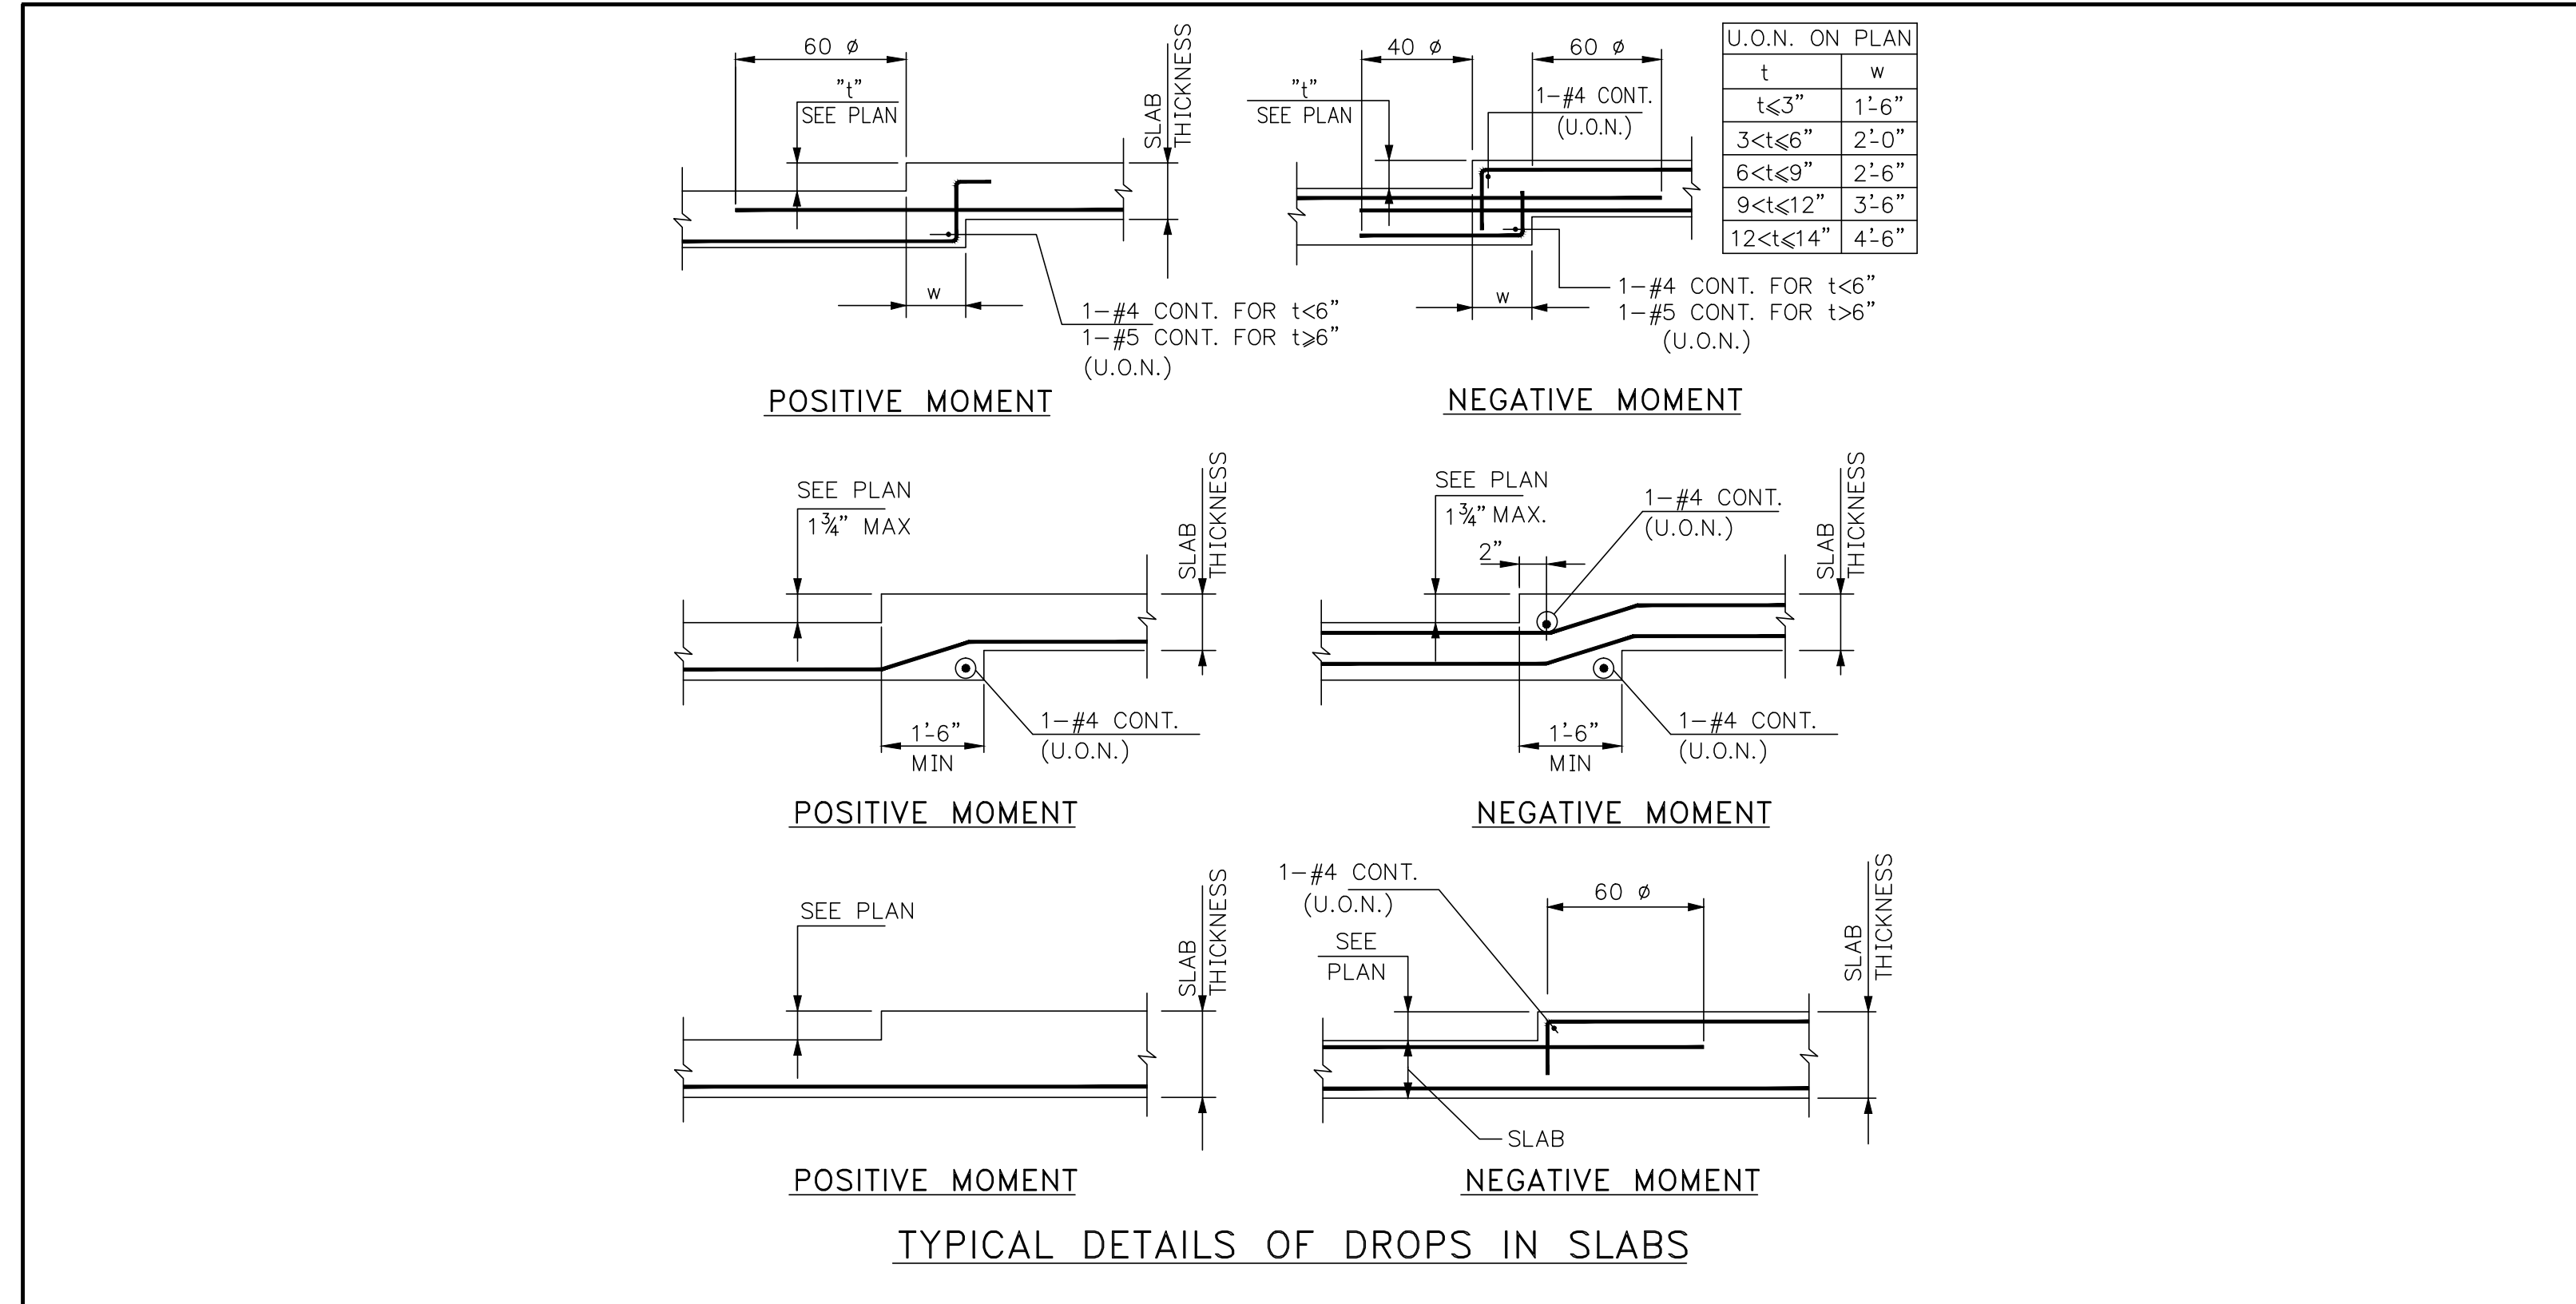 60 ø
"t"
SEE PLAN
SLAB
THICKNESS
w
1-#4 CONT. FOR t<6”
1-#5 CONT. FOR t⩾6”
(U.O.N.)
POSITIVE MOMENT
40 ø
60 ø
"t"
SEE PLAN
1-#4 CONT.
(U.O.N.)
w
1-#4 CONT. FOR t<6”
1-#5 CONT. FOR t>6”
(U.O.N.)
NEGATIVE MOMENT
U.O.N. ON PLAN
t w
t⩽3” 1'-6”
3<t⩽6” 2'-0”
6<t⩽9” 2'-6”
9<t⩽12” 3'-6”
12<t⩽14” 4'-6”
SEE PLAN
1¾” MAX
SLAB
THICKNESS
1'-6”
MIN
1-#4 CONT.
(U.O.N.)
POSITIVE MOMENT
SEE PLAN
1¾” MAX.
2”
1-#4 CONT.
(U.O.N.)
SLAB
THICKNESS
1'-6”
MIN
1-#4 CONT.
(U.O.N.)
NEGATIVE MOMENT
SEE PLAN
SLAB
THICKNESS
POSITIVE MOMENT
1-#4 CONT.
(U.O.N.)
60 ø
SEE
PLAN
SLAB
THICKNESS
SLAB
NEGATIVE MOMENT
TYPICAL DETAILS OF DROPS IN SLABS